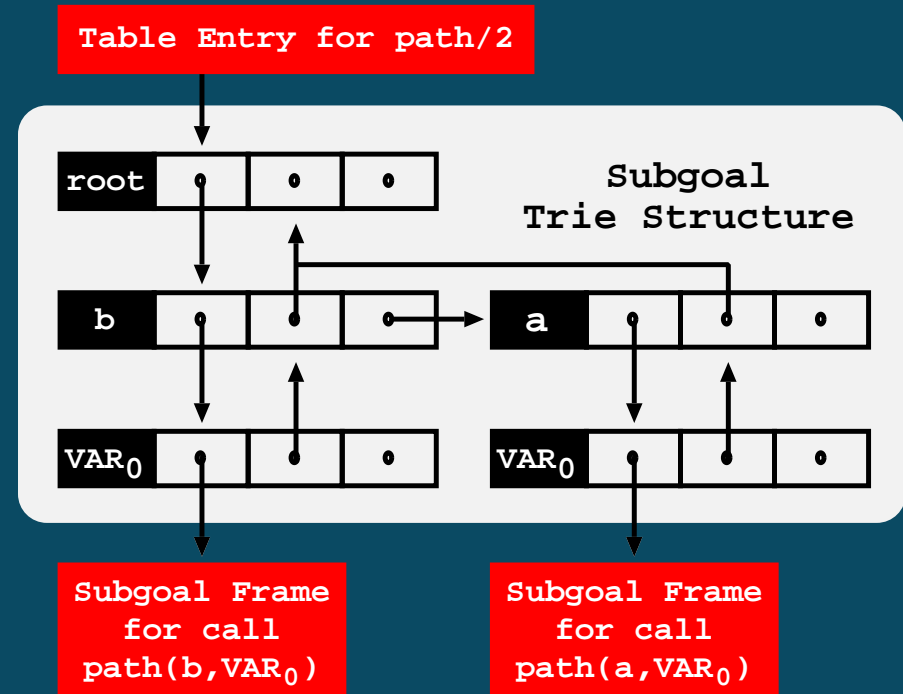 Table Entry for path/2
root
Subgoal
Trie Structure
b
a
VAR₀
VAR₀
Subgoal Frame
for call
path(b,VAR₀)
Subgoal Frame
for call
path(a,VAR₀)